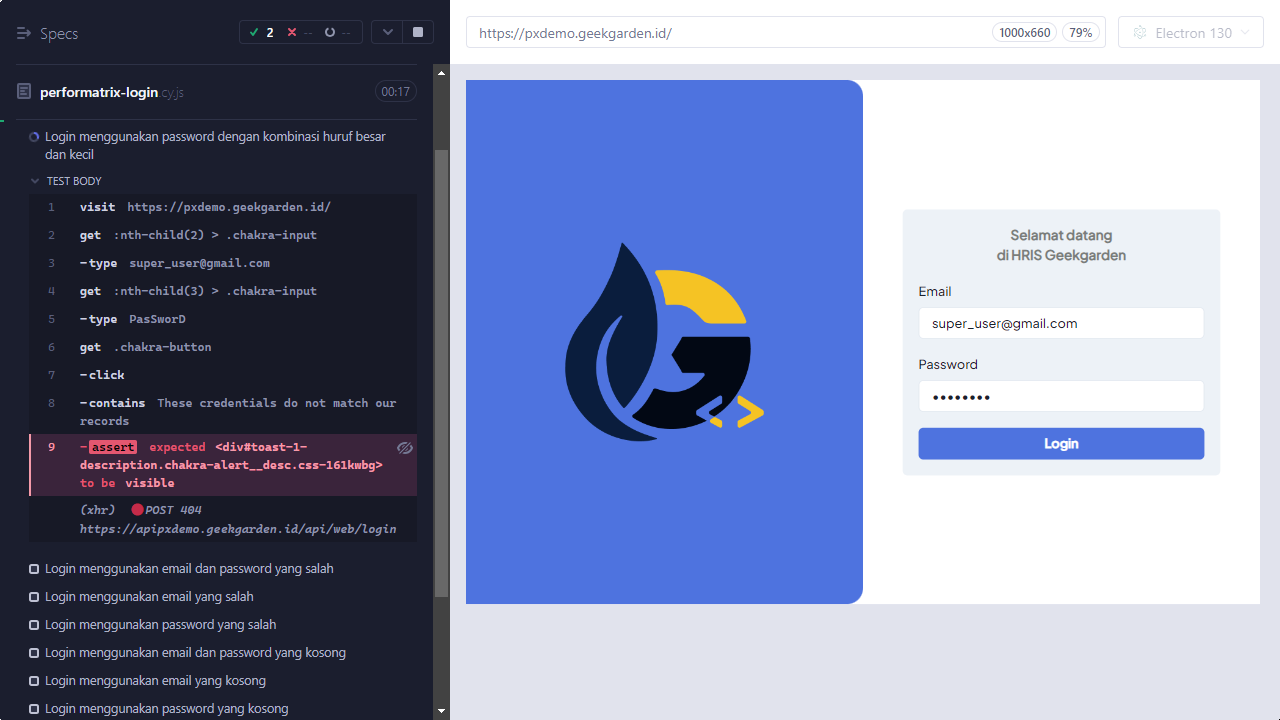 Specs
2 -- --
https://pxdemo.geekgarden.id/
1000x660
79%
Electron 130
performatrix-login.cy.js
00:17
Login menggunakan password dengan kombinasi huruf besar
dan kecil
TEST BODY
1 visit https://pxdemo.geekgarden.id/
2 get :nth-child(2) > .chakra-input
3 -type super_user@gmail.com
4 get :nth-child(3) > .chakra-input
5 -type PasSworD
6 get .chakra-button
7 -click
8 -contains These credentials do not match our
records
9 -assert expected <div#toast-1-
description.chakra-alert__desc.css-161kwbg>
to be visible
(xhr) POST 404
https://apipxdemo.geekgarden.id/api/web/login
Login menggunakan email dan password yang salah
Login menggunakan email yang salah
Login menggunakan password yang salah
Login menggunakan email dan password yang kosong
Login menggunakan email yang kosong
Login menggunakan password yang kosong
Selamat datang
di HRIS Geekgarden
Email
super_user@gmail.com
Password
••••••••
Login